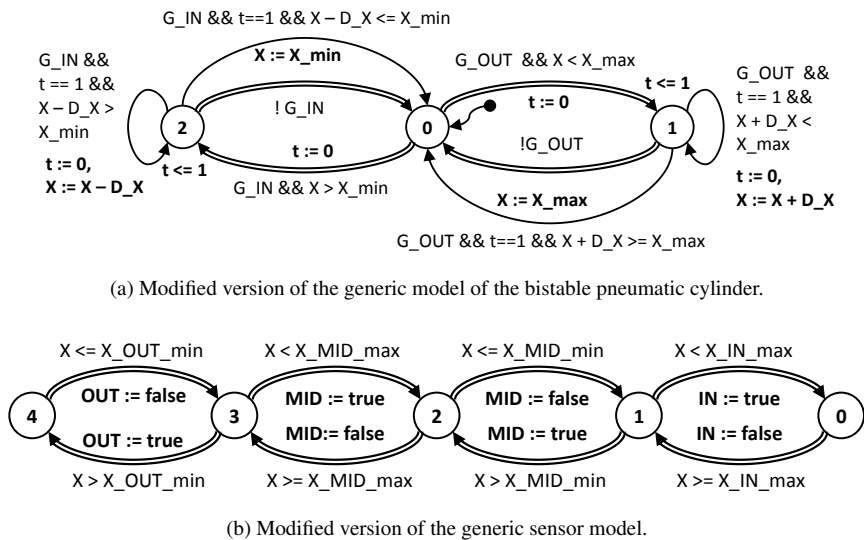 G_IN && t==1 && X – D_X <= X_min
X := X_min
G_IN &&
t == 1 &&
X – D_X >
X_min
t := 0,
X := X – D_X
2
t <= 1
! G_IN
t := 0
G_IN && X > X_min
0
G_OUT && X < X_max
t := 0
!G_OUT
X := X_max
G_OUT && t==1 && X + D_X >= X_max
t <= 1
1
G_OUT &&
t == 1 &&
X + D_X <
X_max
t := 0,
X := X + D_X
(a) Modified version of the generic model of the bistable pneumatic cylinder.
X <= X_OUT_min
X < X_MID_max
X <= X_MID_min
X < X_IN_max
OUT := false
MID := true
MID := false
IN := true
4
3
2
1
0
OUT := true
MID:= false
MID := true
IN := false
X > X_OUT_min
X >= X_MID_max
X > X_MID_min
X >= X_IN_max
(b) Modified version of the generic sensor model.